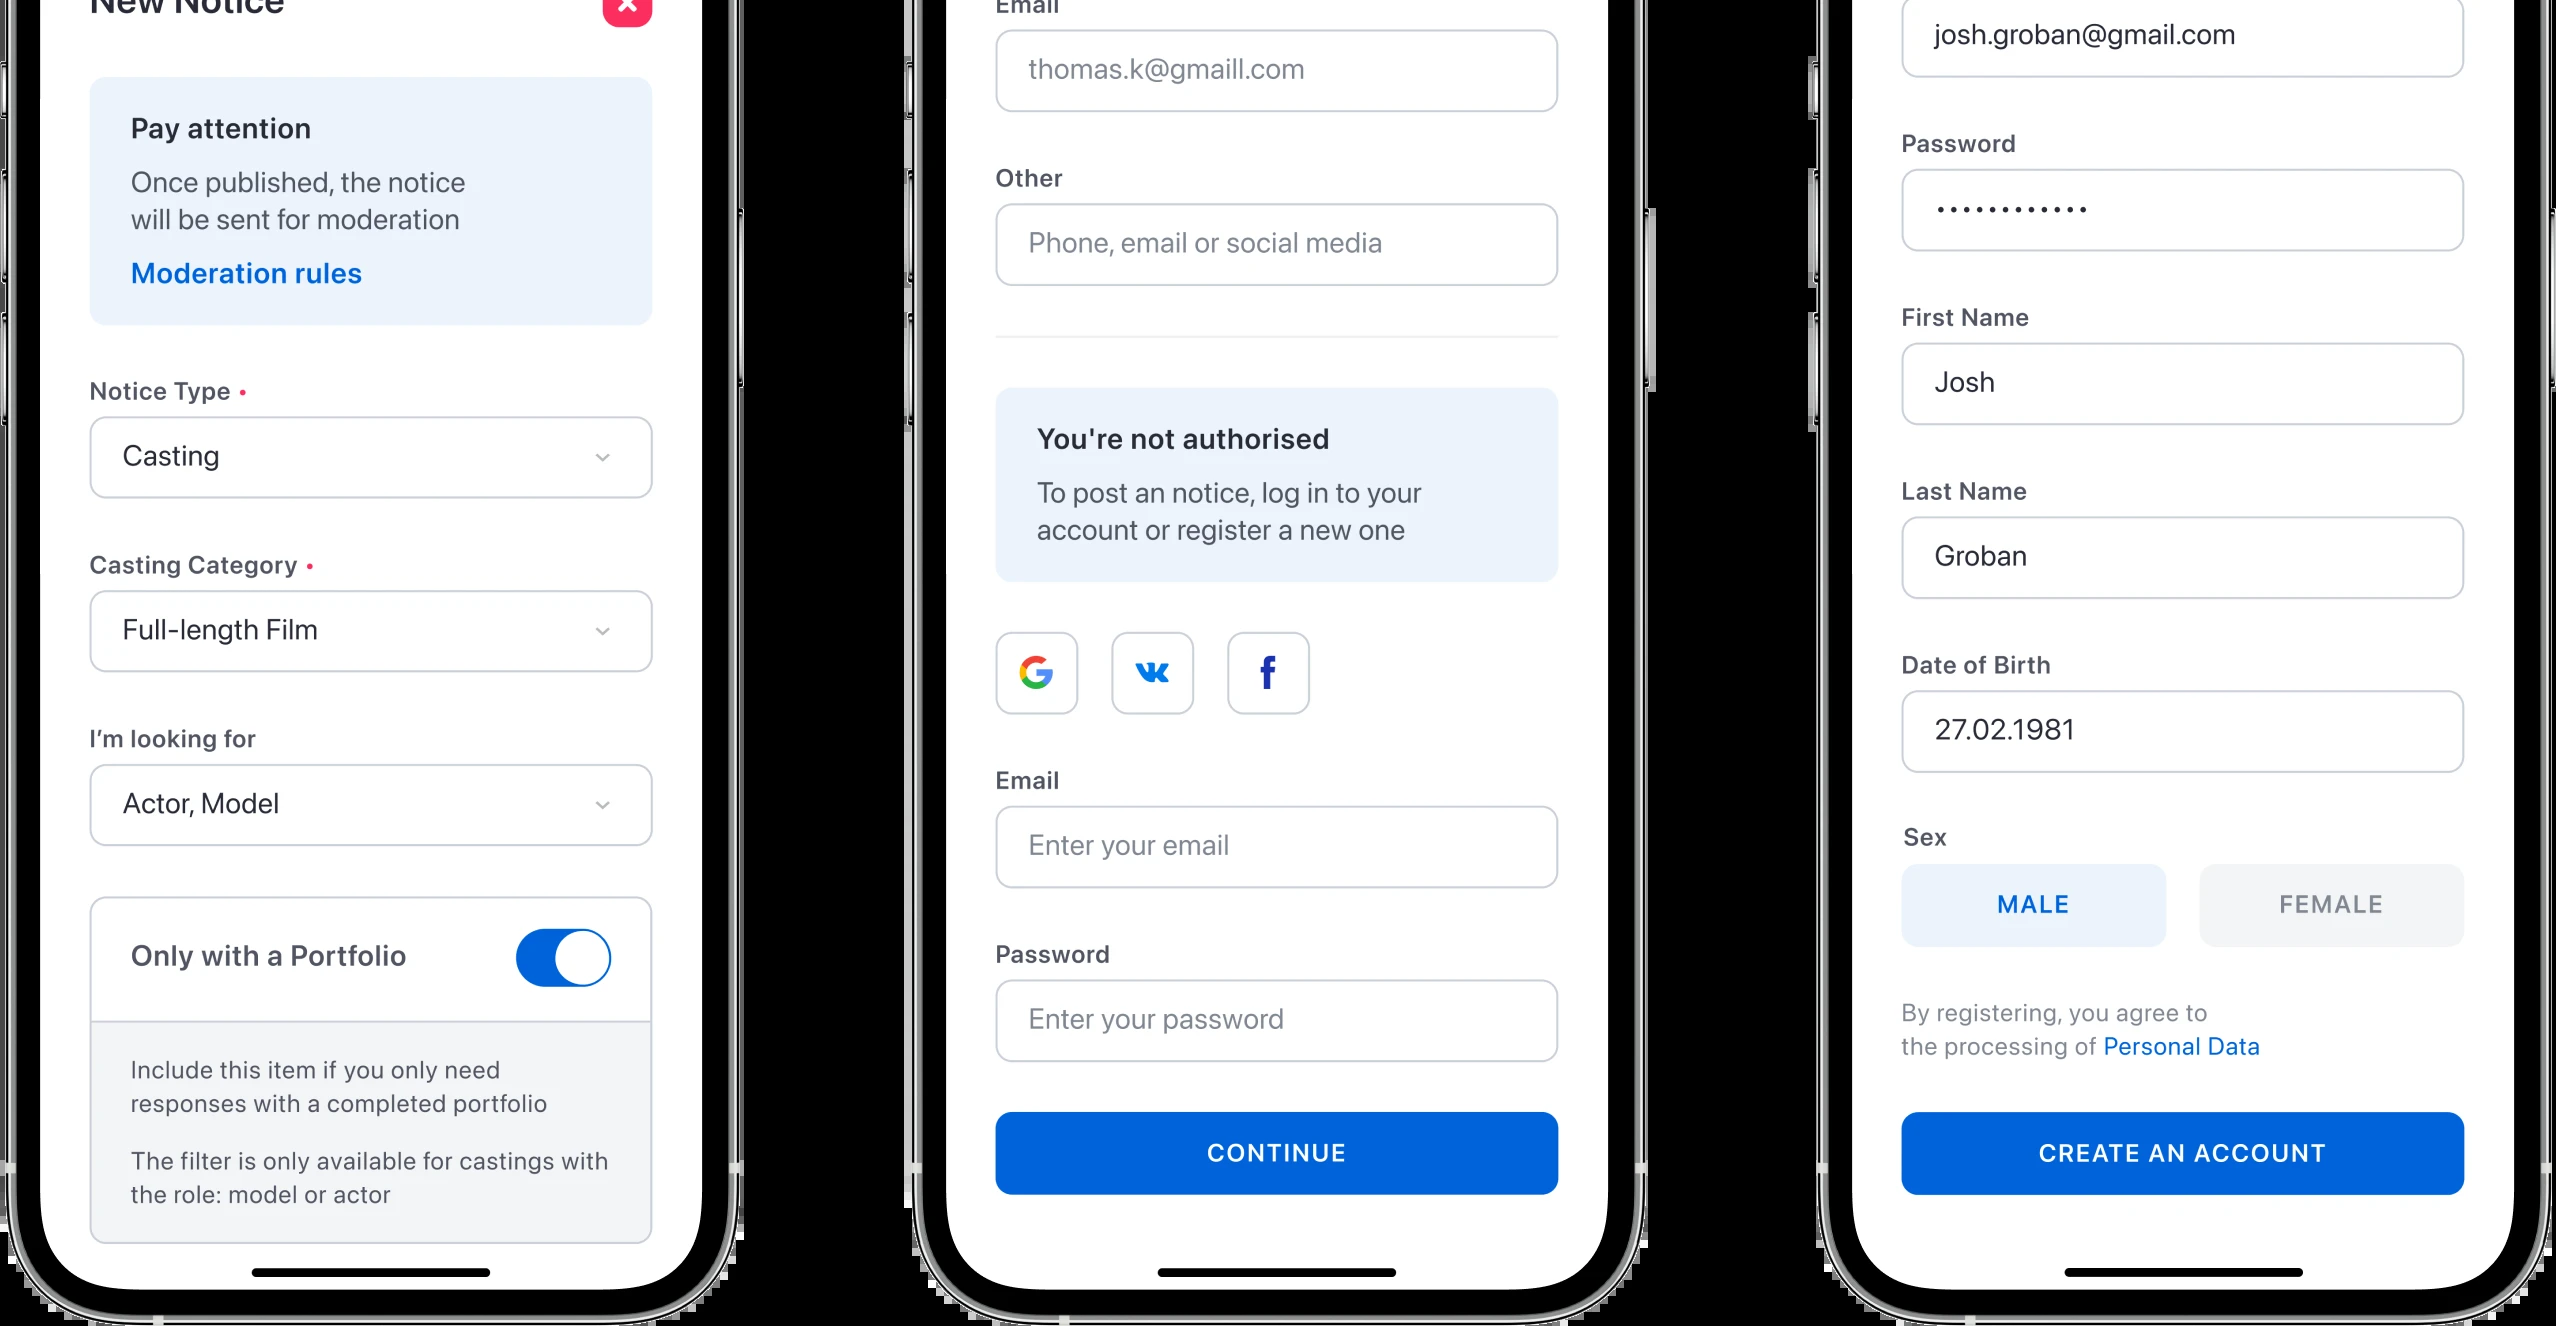 New Notice
Pay attention
Once published, the notice
will be sent for moderation
Moderation rules
Notice Type •
Casting
Casting Category •
Full-length Film
I’m looking for
Actor, Model
Only with a Portfolio
Include this item if you only need
responses with a completed portfolio
The filter is only available for castings with
the role: model or actor
Email
thomas.k@gmaill.com
Other
Phone, email or social media
You're not authorised
To post an notice, log in to your
account or register a new one
Email
Enter your email
Password
Enter your password
CONTINUE
josh.groban@gmail.com
Password
••••••••••••
First Name
Josh
Last Name
Groban
Date of Birth
27.02.1981
Sex
MALE
FEMALE
By registering, you agree to
the processing of Personal Data
CREATE AN ACCOUNT